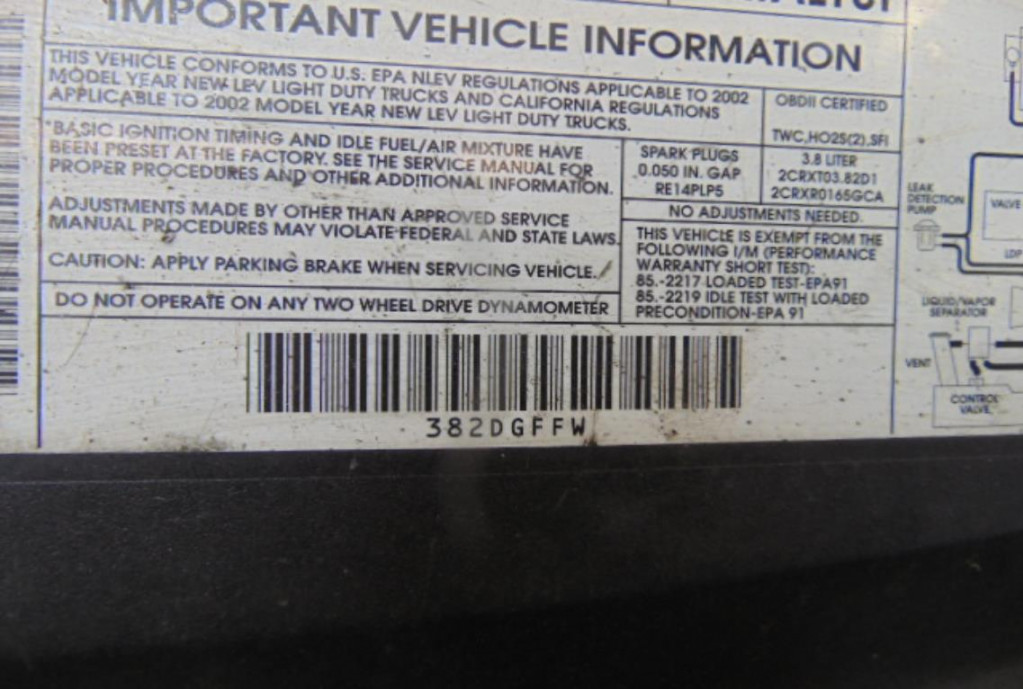 IMPORTANT VEHICLE INFORMATION
THIS VEHICLE CONFORMS TO U.S. EPA NLEV REGULATIONS APPLICABLE TO 2002
MODEL YEAR NEW LEV LIGHT DUTY TRUCKS AND CALIFORNIA REGULATIONS
APPLICABLE TO 2002 MODEL YEAR NEW LEV LIGHT DUTY TRUCKS.
OBDII CERTIFIED
TWC,HO2S(2),SFI
*BASIC IGNITION TIMING AND IDLE FUEL/AIR MIXTURE HAVE
BEEN PRESET AT THE FACTORY. SEE THE SERVICE MANUAL FOR
PROPER PROCEDURES AND OTHER ADDITIONAL INFORMATION.
SPARK PLUGS
0.050 IN. GAP
RE14PLP5
3.8 LITER
2CRXT03.82D1
2CRXR0165GCA
NO ADJUSTMENTS NEEDED.
ADJUSTMENTS MADE BY OTHER THAN APPROVED SERVICE
MANUAL PROCEDURES MAY VIOLATE FEDERAL AND STATE LAWS.
CAUTION: APPLY PARKING BRAKE WHEN SERVICING VEHICLE.
THIS VEHICLE IS EXEMPT FROM THE
FOLLOWING I/M (PERFORMANCE
WARRANTY SHORT TEST):
85.-2217 LOADED TEST-EPA91
85.-2219 IDLE TEST WITH LOADED
PRECONDITION-EPA 91
DO NOT OPERATE ON ANY TWO WHEEL DRIVE DYNAMOMETER
382DGFFW
LEAK
DETECTION
PUMP
VALVE
LDP
LIQUID/VAPOR
SEPARATOR
VENT
CONTROL
VALVE